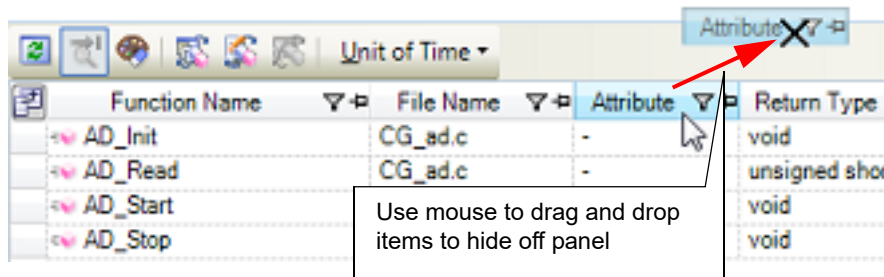 Attribute
Unit of Time
Function Name File Name Attribute Return Type
AD_Init CG_ad.c - void
AD_Read CG_ad.c - unsigned shor
AD_Start void
AD_Stop void
Use mouse to drag and drop
items to hide off panel